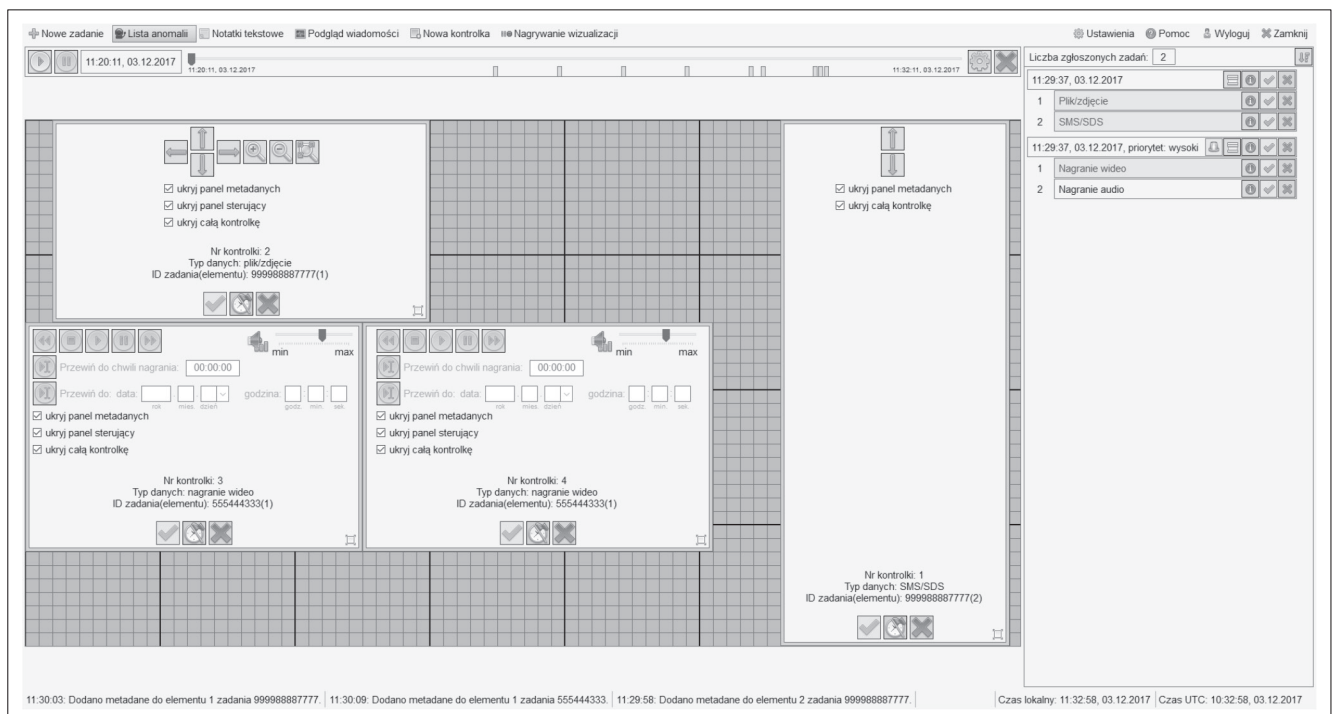 Nowe zadanie Lista anomalii Notatki tekstowe Podgląd wiadomości Nowa kontrolka Nagrywanie wizualizacji Ustawienia Pomoc Wyloguj Zamknij
11:20:11, 03.12.2017
11:20:11, 03.12.2017
11:32:11, 03.12.2017
Liczba zgłoszonych zadań: 2
11:29:37, 03.12.2017
1 Plik/zdjęcie
2 SMS/SDS
11:29:37, 03.12.2017, priorytet: wysoki
1 Nagranie wideo
2 Nagranie audio
ukryj panel metadanych
ukryj panel sterujący
ukryj całą kontrolkę
Nr kontrolki: 2
Typ danych: plik/zdjęcie
ID zadania(elementu): 999988887777(1)
ukryj panel metadanych
ukryj całą kontrolkę
Nr kontrolki: 1
Typ danych: SMS/SDS
ID zadania(elementu): 999988887777(2)
min max
Przewiń do chwili nagrania: 00:00:00
Przewiń do: data: godzina:
rok mies. dzień godz. min. sek.
ukryj panel metadanych
ukryj panel sterujący
ukryj całą kontrolkę
Nr kontrolki: 3
Typ danych: nagranie wideo
ID zadania(elementu): 555444333(1)
min max
Przewiń do chwili nagrania: 00:00:00
Przewiń do: data: godzina:
rok mies. dzień godz. min. sek.
ukryj panel metadanych
ukryj panel sterujący
ukryj całą kontrolkę
Nr kontrolki: 4
Typ danych: nagranie wideo
ID zadania(elementu): 555444333(1)
11:30:03: Dodano metadane do elementu 1 zadania 999988887777. 11:30:09: Dodano metadane do elementu 1 zadania 555444333. 11:29:58: Dodano metadane do elementu 2 zadania 999988887777. Czas lokalny: 11:32:58, 03.12.2017 Czas UTC: 10:32:58, 03.12.2017